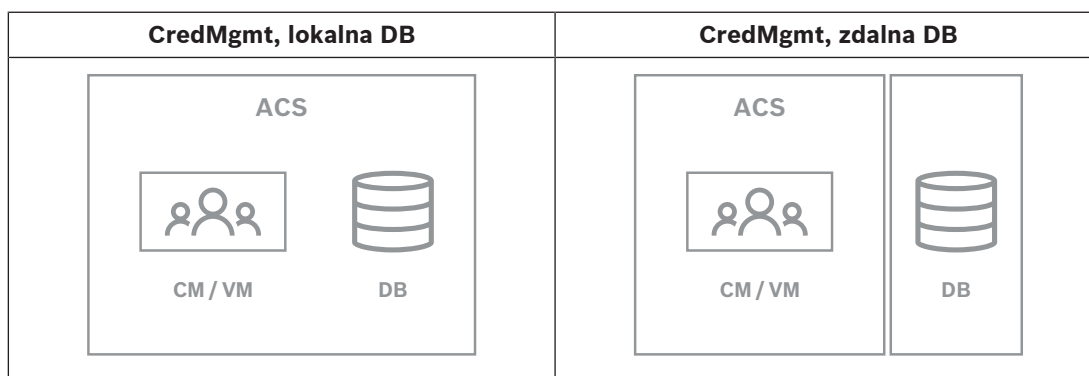 CredMgmt, lokalna DB
CredMgmt, zdalna DB
ACS
CM / VM
DB
ACS
CM / VM
DB